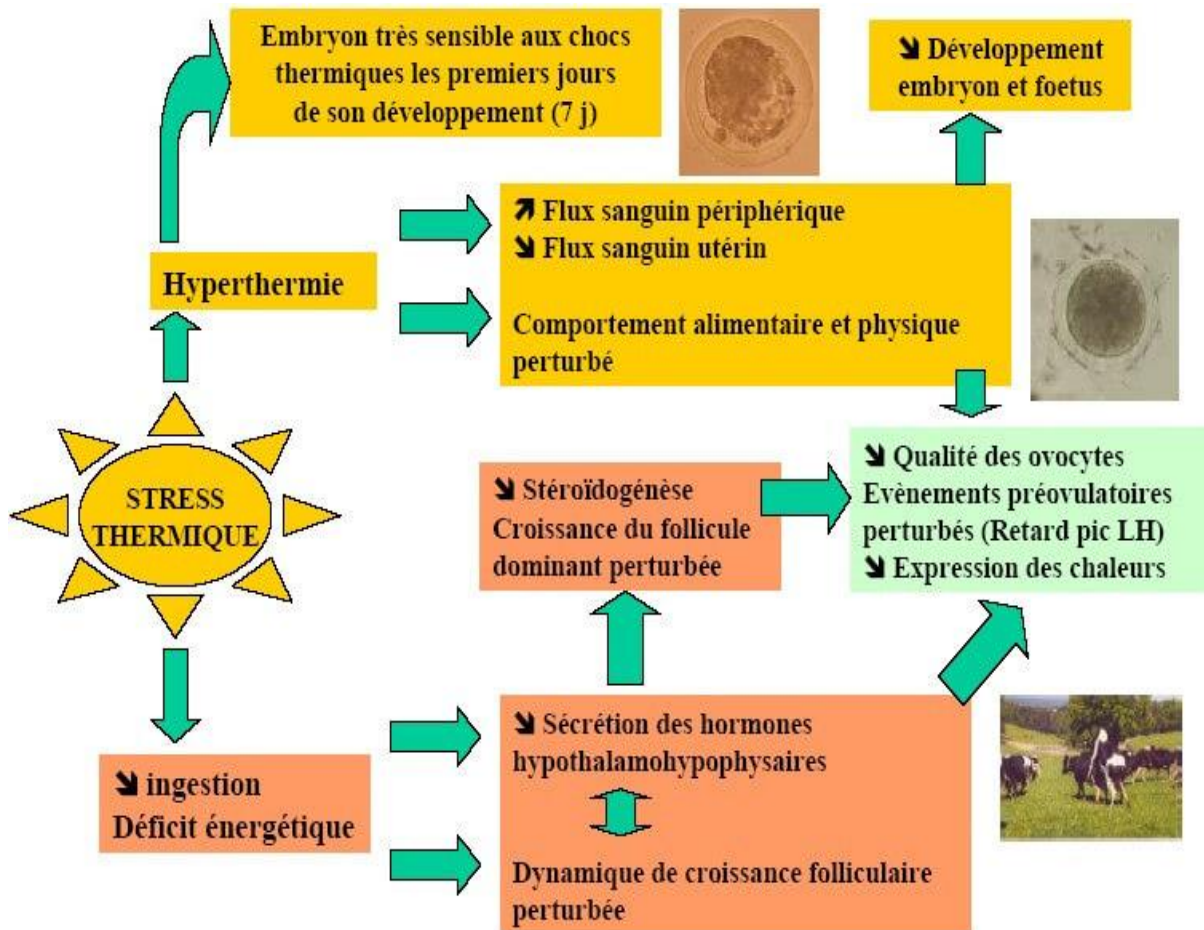 Embryon très sensible aux chocs
thermiques les premiers jours
de son développement (7 j)
➘ Développement
embryon et foetus
➚ Flux sanguin périphérique
➘ Flux sanguin utérin
Comportement alimentaire et physique
perturbé
Hyperthermie
STRESS
THERMIQUE
➘ Stéroïdogénèse
Croissance du follicule
dominant perturbée
➘ Qualité des ovocytes
Evènements préovulatoires
perturbés (Retard pic LH)
➘ Expression des chaleurs
➘ ingestion
Déficit énergétique
➘ Sécrétion des hormones
hypothalamohypophysaires
Dynamique de croissance folliculaire
perturbée